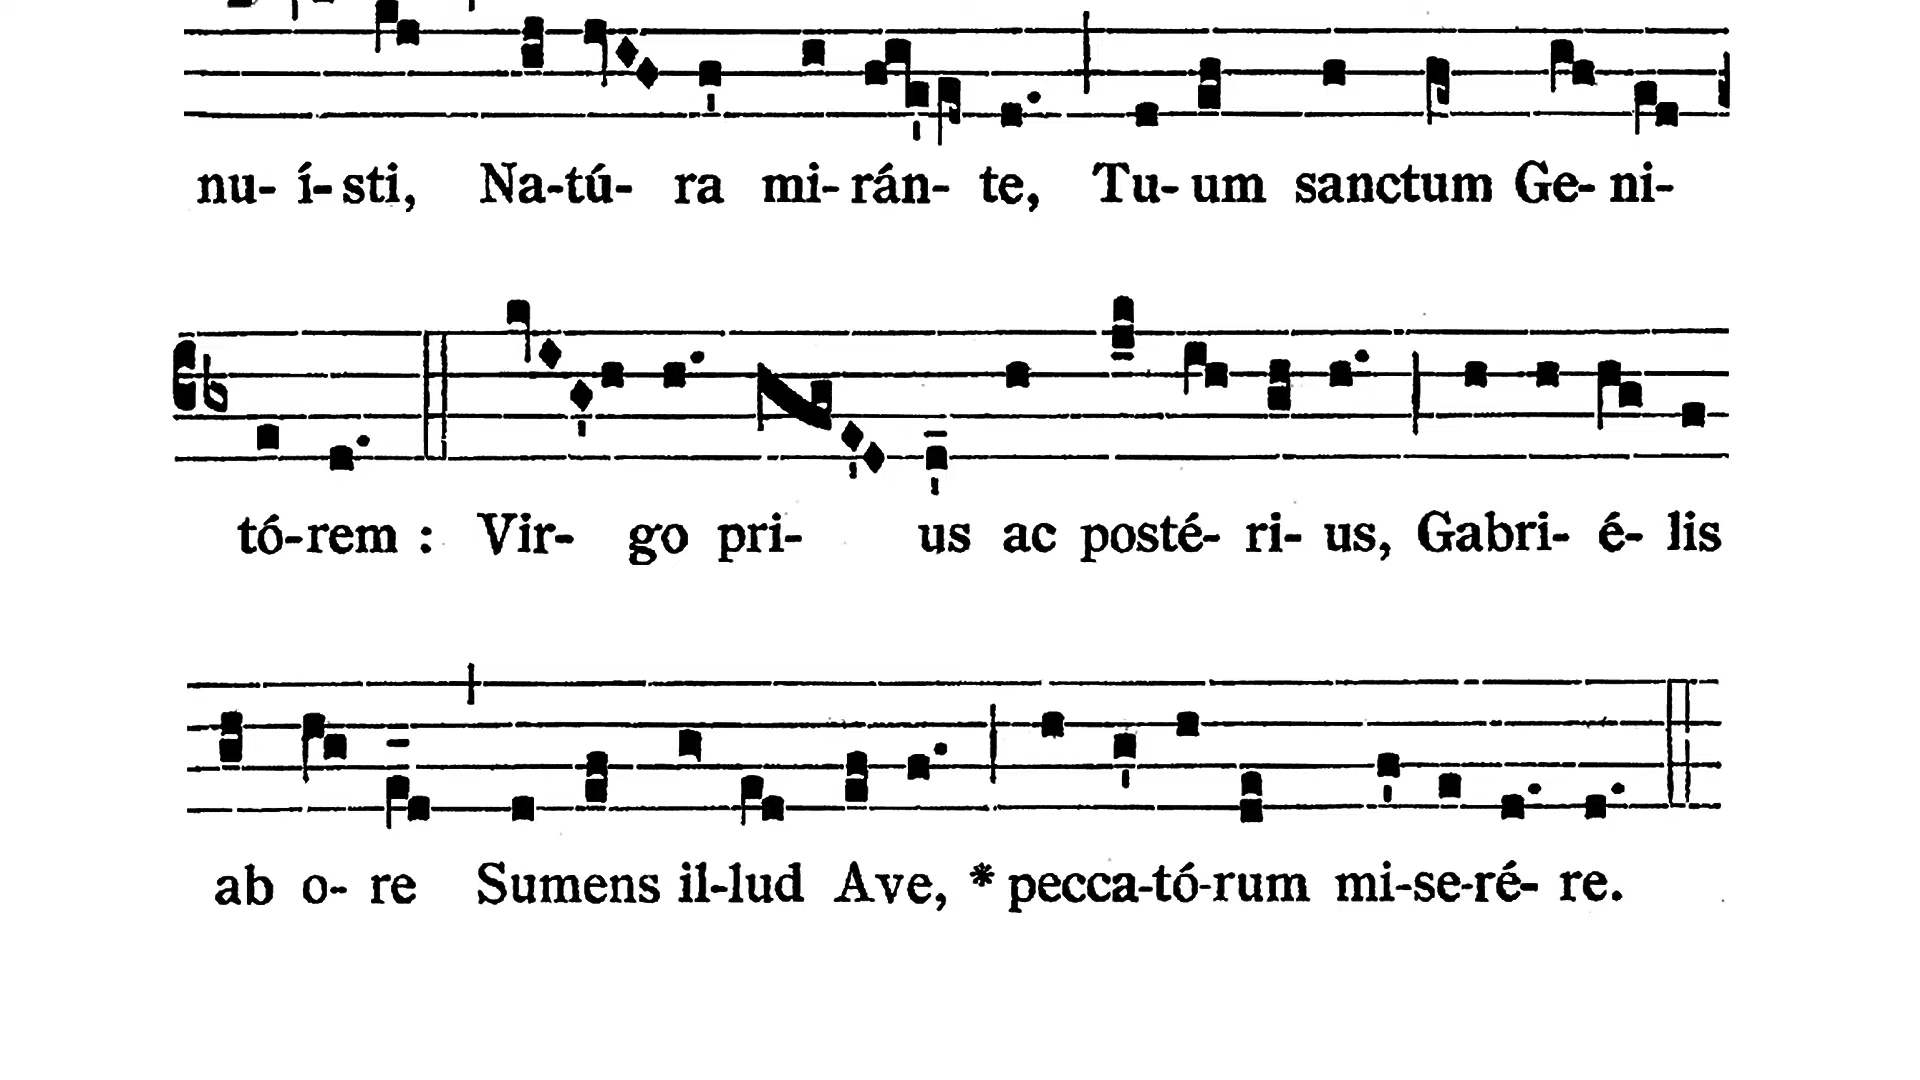 nu- í- sti, Na-tú- ra mi- rán- te, Tu- um sanctum Ge- ni-
tó-rem : Vir- go pri- us ac posté- ri- us, Gabri- é- lis
ab o- re Sumens il-lud Ave, * pecca-tó-rum mi-se-ré- re.